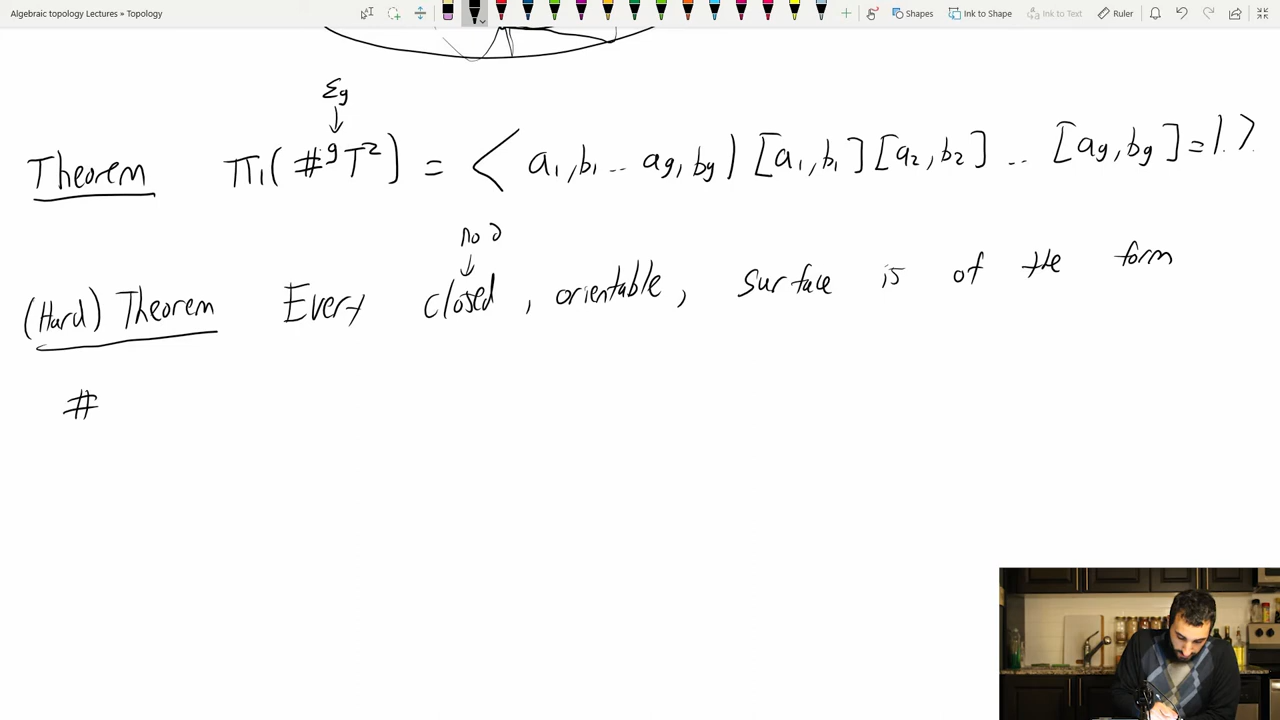 Algebraic topology Lectures » Topology
Shapes Ink to Shape Ink to Text Ruler
Σg
↓
Theorem π₁(#ᵍT²) = < a₁,b₁ .. ag,bg | [a₁,b₁][a₂,b₂] .. [ag,bg]=1.>.
no ∂
↓
(Hard) Theorem Every closed, orientable, surface is of the form
#